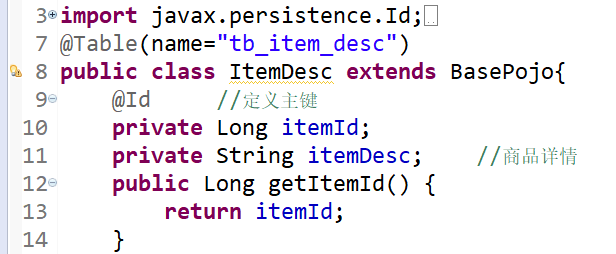 3 import javax.persistence.Id;
7 @Table(name="tb_item_desc")
8 public class ItemDesc extends BasePojo{
9     @Id     //定义主键
10     private Long itemId;
11     private String itemDesc;     //商品详情
12     public Long getItemId() {
13         return itemId;
14     }